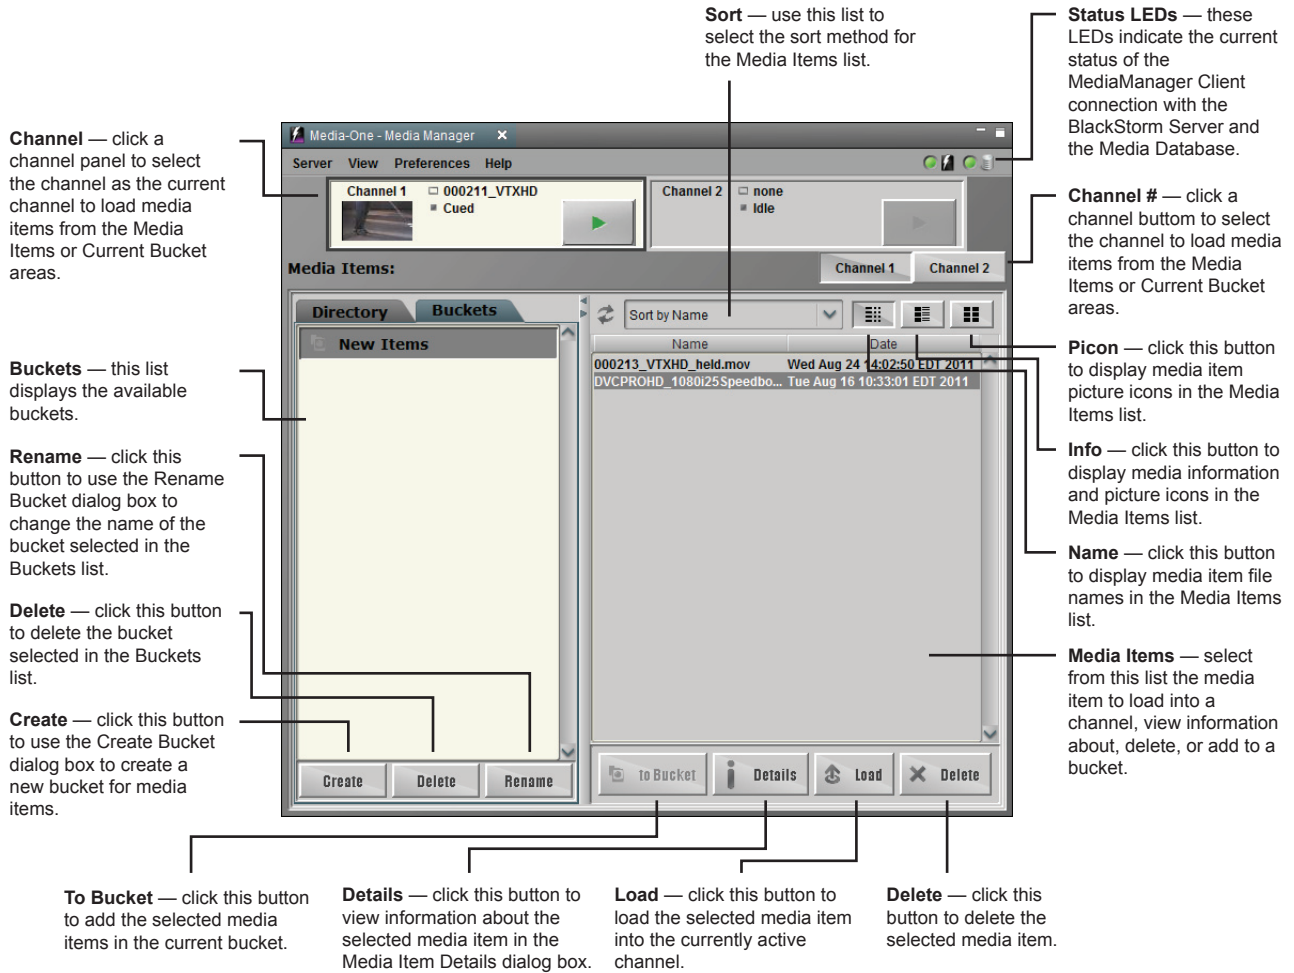 Sort — use this list to
select the sort method for
the Media Items list.
Status LEDs — these
LEDs indicate the current
status of the
MediaManager Client
connection with the
BlackStorm Server and
the Media Database.
Channel — click a
channel panel to select
the channel as the current
channel to load media
items from the Media
Items or Current Bucket
areas.
Media-One - Media Manager
Server View Preferences Help
Channel 1
000211_VTXHD
Cued
Channel 2
none
Idle
Media Items:
Channel 1
Channel 2
Channel # — click a
channel buttom to select
the channel to load media
items from the Media
Items or Current Bucket
areas.
Directory
Buckets
New Items
Sort by Name
Name
Date
000213_VTXHD_held.mov Wed Aug 24 14:02:50 EDT 2011
DVCPROHD_1080i25Speedbo... Tue Aug 16 10:33:01 EDT 2011
Buckets — this list
displays the available
buckets.
Rename — click this
button to use the Rename
Bucket dialog box to
change the name of the
bucket selected in the
Buckets list.
Delete — click this button
to delete the bucket
selected in the Buckets
list.
Create — click this button
to use the Create Bucket
dialog box to create a
new bucket for media
items.
Picon — click this button
to display media item
picture icons in the Media
Items list.
Info — click this button to
display media information
and picture icons in the
Media Items list.
Name — click this button
to display media item file
names in the Media Items
list.
Media Items — select
from this list the media
item to load into a
channel, view information
about, delete, or add to a
bucket.
Create
Delete
Rename
to Bucket
Details
Load
Delete
To Bucket — click this button
to add the selected media
items in the current bucket.
Details — click this button to
view information about the
selected media item in the
Media Item Details dialog box.
Load — click this button to
load the selected media item
into the currently active
channel.
Delete — click this
button to delete the
selected media item.